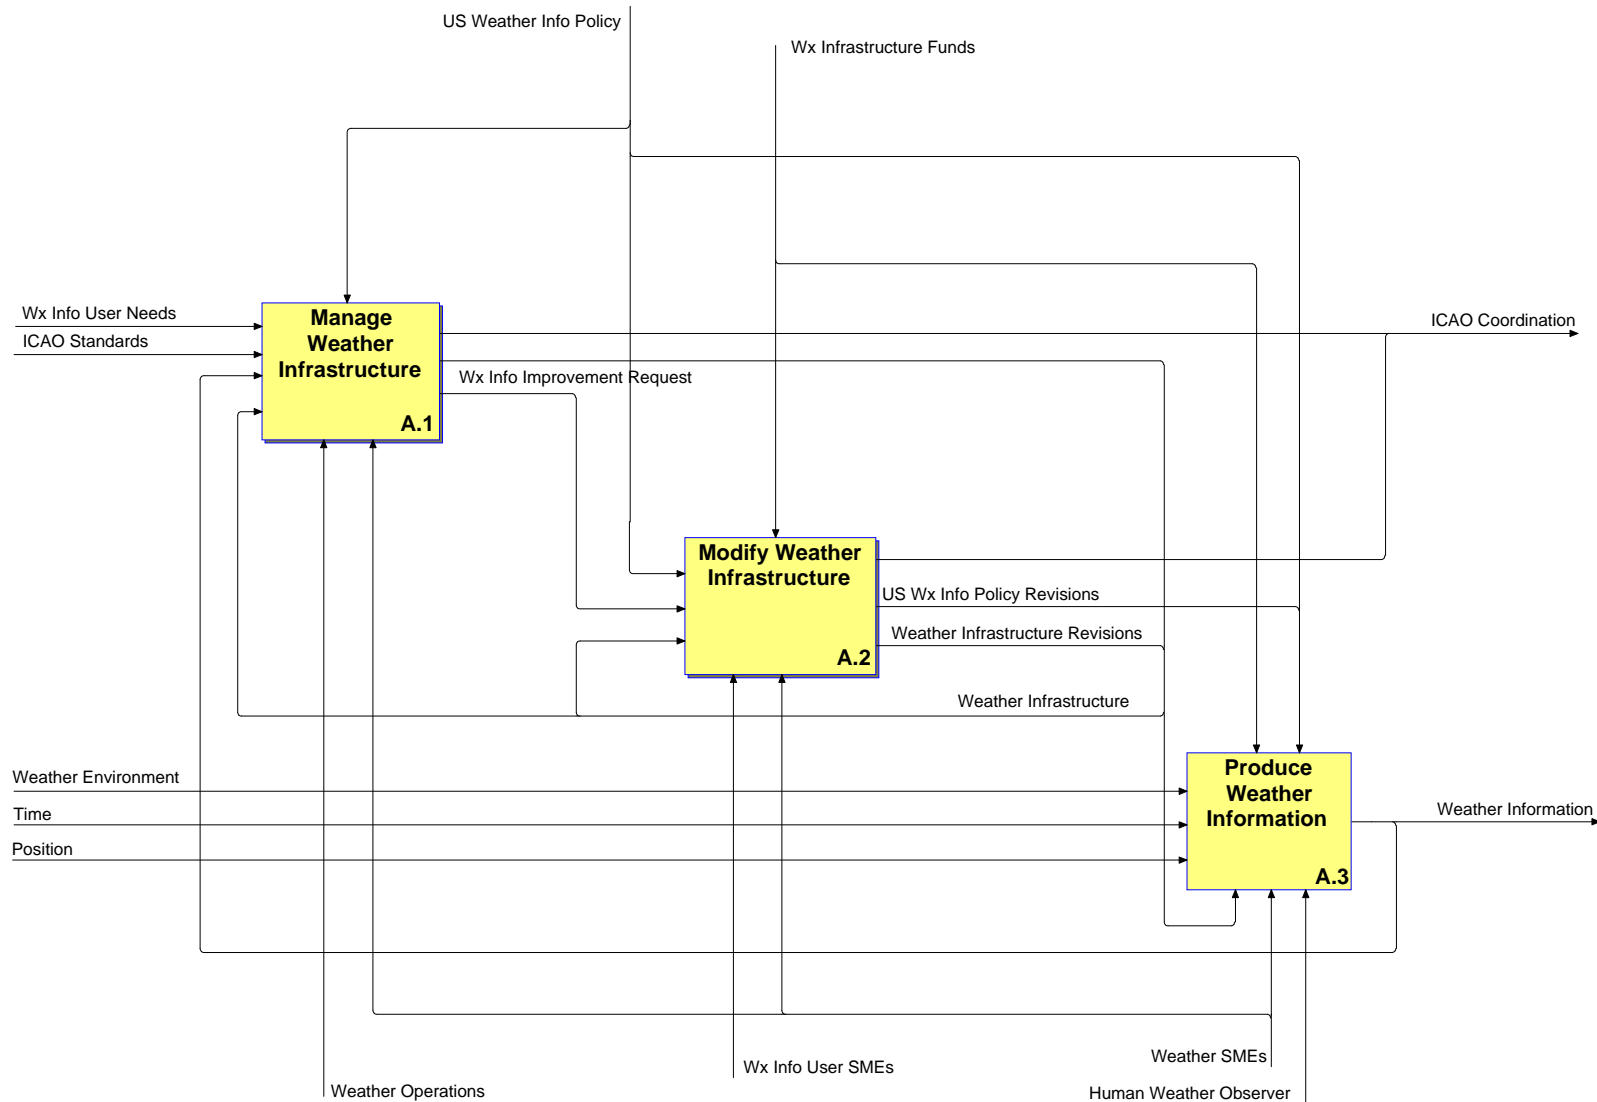 US Weather Info Policy
Wx Infrastructure Funds
Wx Info User Needs
ICAO Standards
Manage
Weather
Infrastructure
A.1
ICAO Coordination
Wx Info Improvement Request
Modify Weather
Infrastructure
A.2
US Wx Info Policy Revisions
Weather Infrastructure Revisions
Weather Infrastructure
Weather Environment
Time
Position
Produce
Weather
Information
A.3
Weather Information
Weather SMEs
Wx Info User SMEs
Weather Operations
Human Weather Observer